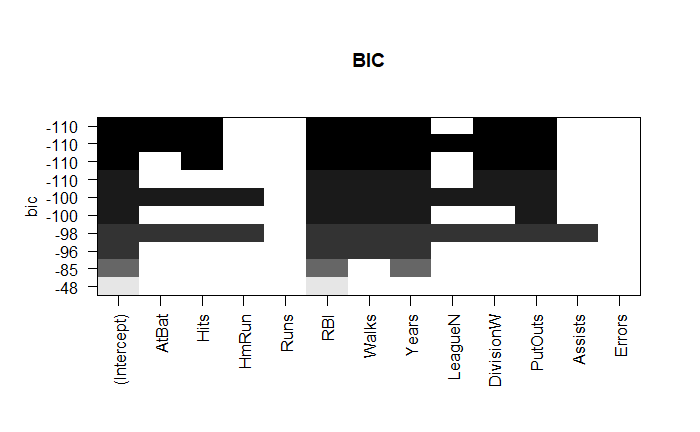 BIC
bic
-110
-110
-110
-110
-100
-100
-98
-96
-85
-48
(Intercept)
AtBat
Hits
HmRun
Runs
RBI
Walks
Years
LeagueN
DivisionW
PutOuts
Assists
Errors